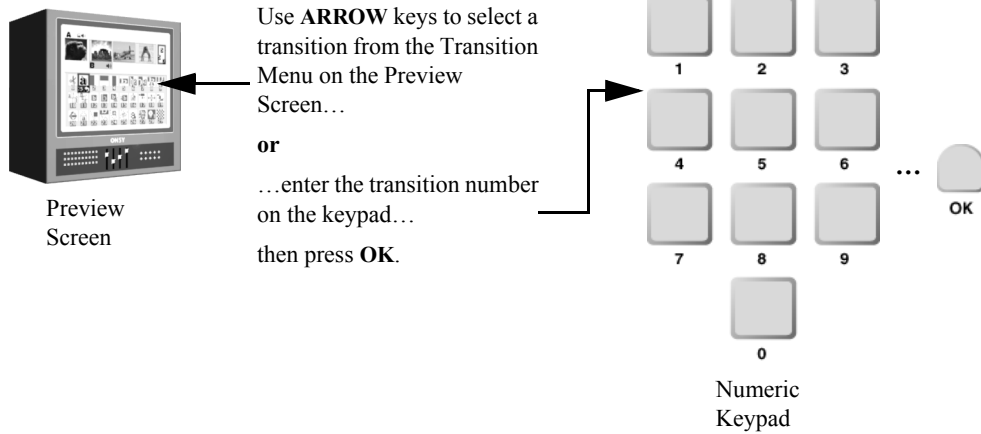 Use ARROW keys to select a
transition from the Transition
Menu on the Preview
Screen…
or
…enter the transition number
on the keypad…
then press OK.
Preview
Screen
1 2 3
4 5 6
… OK
7 8 9
0
Numeric
Keypad